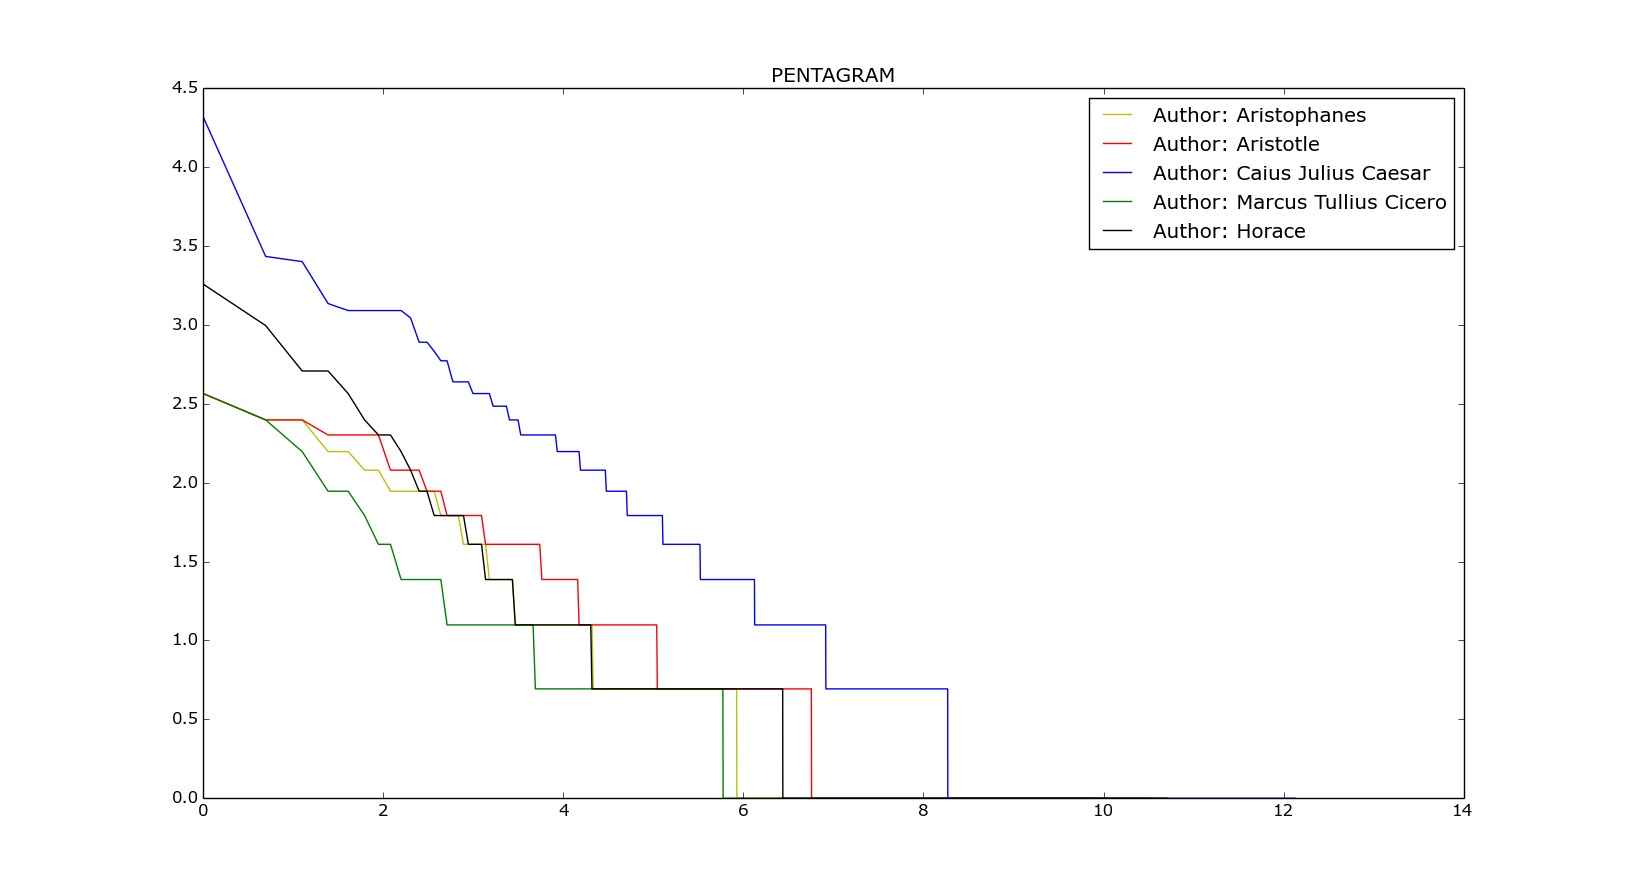 PENTAGRAM
4.5
4.0
3.5
3.0
2.5
2.0
1.5
1.0
0.5
0.0
Author: Aristophanes
Author: Aristotle
Author: Caius Julius Caesar
Author: Marcus Tullius Cicero
Author: Horace
0 2 4 6 8 10 12 14